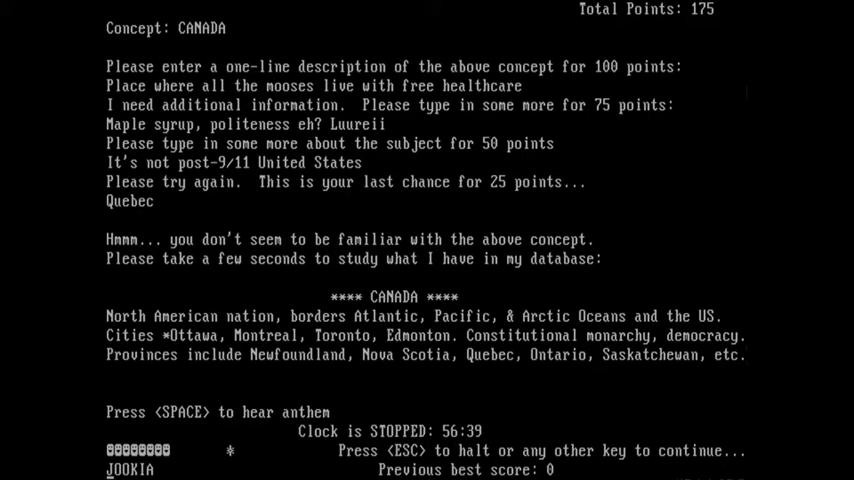 Total Points: 175
Concept: CANADA
Please enter a one-line description of the above concept for 100 points:
Place where all the mooses live with free healthcare
I need additional information.  Please type in some more for 75 points:
Maple syrup, politeness eh? Luureii
Please type in some more about the subject for 50 points
It's not post-9/11 United States
Please try again.  This is your last chance for 25 points...
Quebec
Hmmm... you don't seem to be familiar with the above concept.
Please take a few seconds to study what I have in my database:
**** CANADA ****
North American nation, borders Atlantic, Pacific, & Arctic Oceans and the US.
Cities *Ottawa, Montreal, Toronto, Edmonton. Constitutional monarchy, democracy.
Provinces include Newfoundland, Nova Scotia, Quebec, Ontario, Saskatchewan, etc.
Press <SPACE> to hear anthem
Clock is STOPPED: 56:39
* Press <ESC> to halt or any other key to continue...
JOOKIA Previous best score: 0